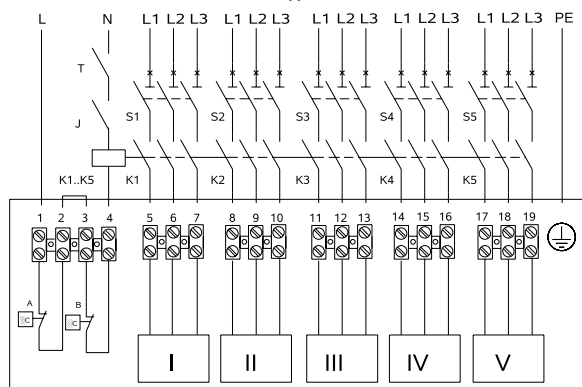 L N L1 L2 L3 L1 L2 L3 L1 L2 L3 L1 L2 L3 L1 L2 L3 PE
T
S1 S2 S3 S4 S5
J
K1..K5 K1 K2 K3 K4 K5
1 2 3 4 5 6 7 8 9 10 11 12 13 14 15 16 17 18 19
A B
°C °C
I II III IV V